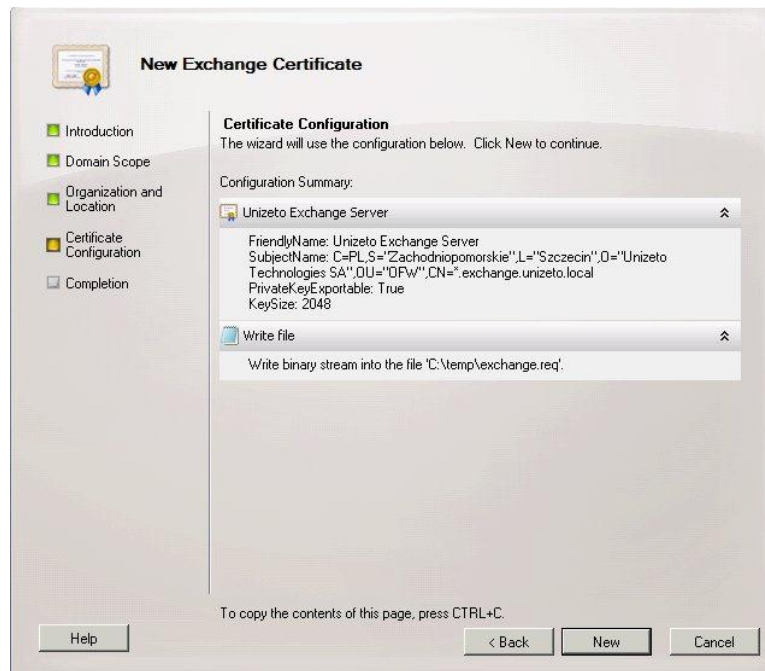 New Exchange Certificate
Introduction
Domain Scope
Organization and
Location
Certificate
Configuration
Completion
Certificate Configuration
The wizard will use the configuration below.  Click New to continue.
Configuration Summary:
Unizeto Exchange Server
FriendlyName: Unizeto Exchange Server
SubjectName: C=PL,S="Zachodniopomorskie",L="Szczecin",O="Unizeto
Technologies SA",OU="OFW",CN=*.exchange.unizeto.local
PrivateKeyExportable: True
KeySize: 2048
Write file
Write binary stream into the file 'C:\temp\exchange.req'.
To copy the contents of this page, press CTRL+C.
Help
< Back
New
Cancel